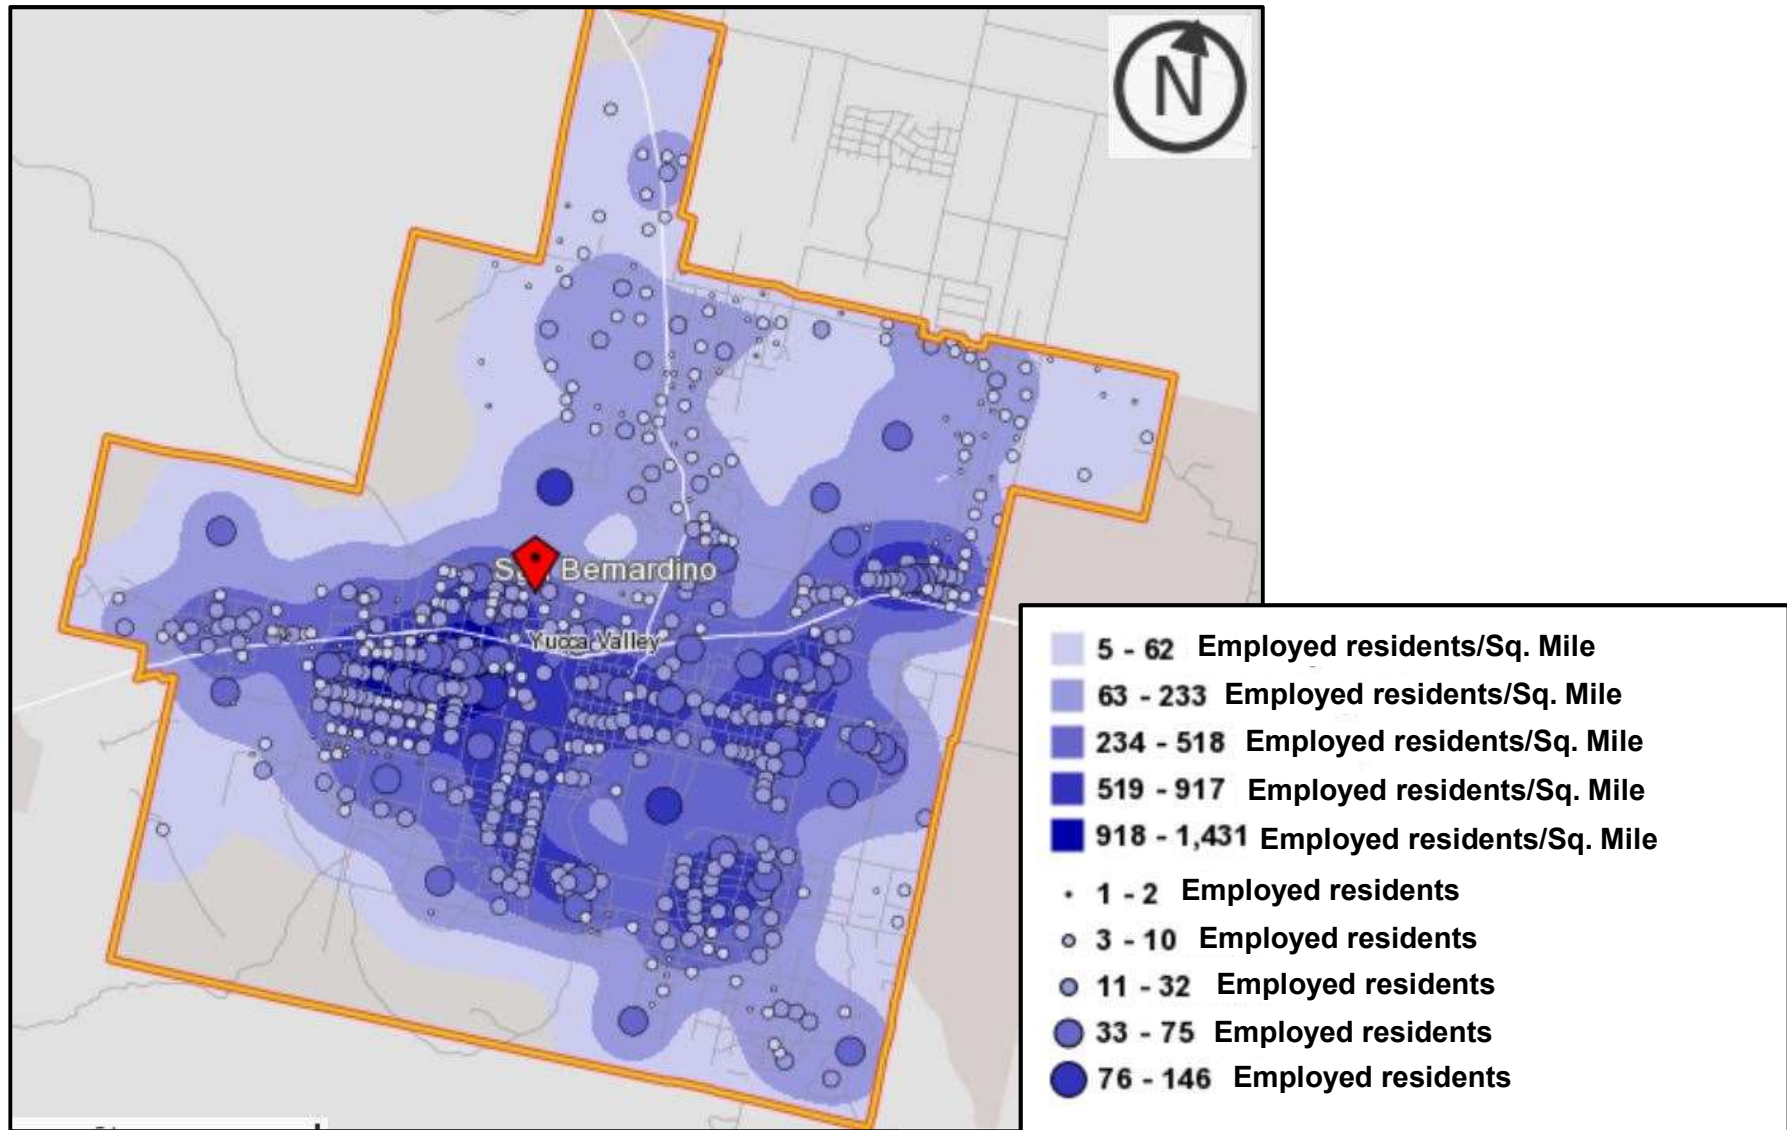 N
San Bernardino
Yucca Valley
5 - 62 Employed residents/Sq. Mile
63 - 233 Employed residents/Sq. Mile
234 - 518 Employed residents/Sq. Mile
519 - 917 Employed residents/Sq. Mile
918 - 1,431 Employed residents/Sq. Mile
1 - 2 Employed residents
3 - 10 Employed residents
11 - 32 Employed residents
33 - 75 Employed residents
76 - 146 Employed residents